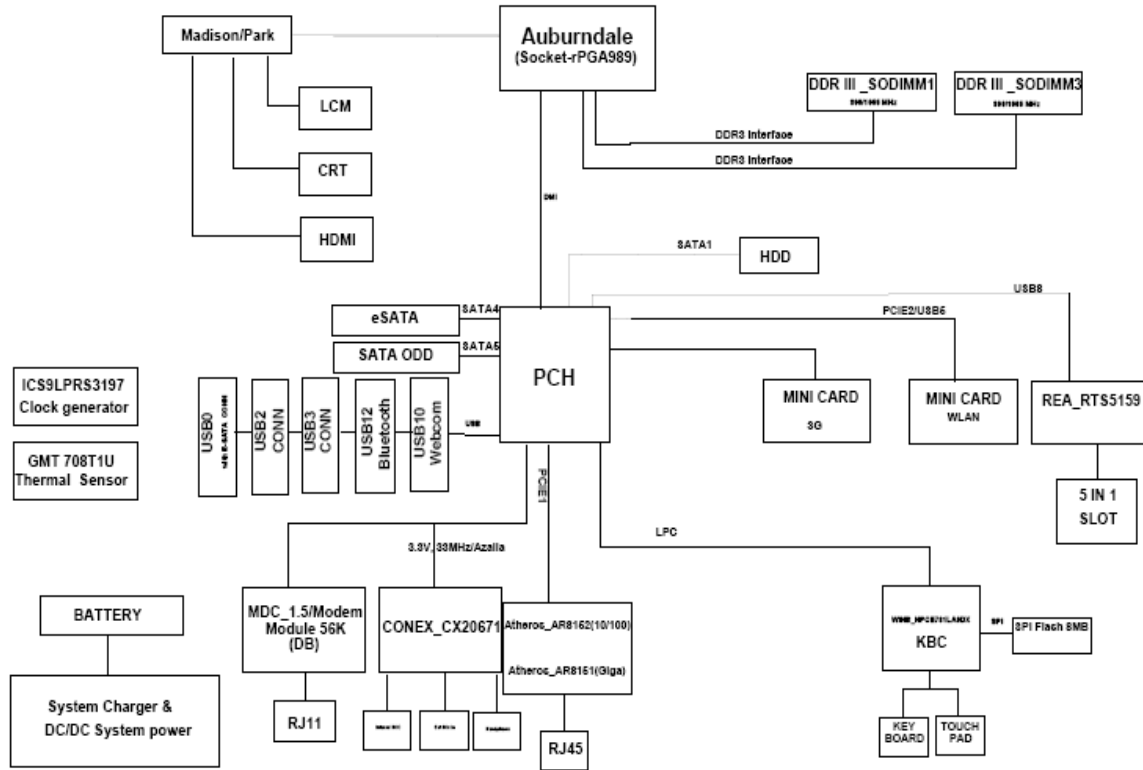 Madison/Park
Auburndale
(Socket-rPGA989)
LCM
CRT
HDMI
DDR III _SODIMM1
DDR III _SODIMM3
DDR3 Interface
DDR3 Interface
DMI
SATA1
HDD
USB8
PCIE2/USB5
eSATA
SATA4
SATA ODD
SATA5
PCH
ICS9LPRS3197
Clock generator
GMT 708T1U
Thermal Sensor
USB0
USB2
CONN
USB3
CONN
USB12
Bluetooth
USB10
Webcom
USB
MINI CARD
3G
MINI CARD
WLAN
REA_RTS5159
5 IN 1
SLOT
PCIE1
3.3V, 33MHz/Azalia
LPC
BATTERY
System Charger &
DC/DC System power
MDC_1.5/Modem
Module 56K
(DB)
RJ11
CONEX_CX20671
Atheros_AR8152(10/100)
Atheros_AR8151(Giga)
RJ45
KBC
SPI
SPI Flash 8MB
KEY
BOARD
TOUCH
PAD